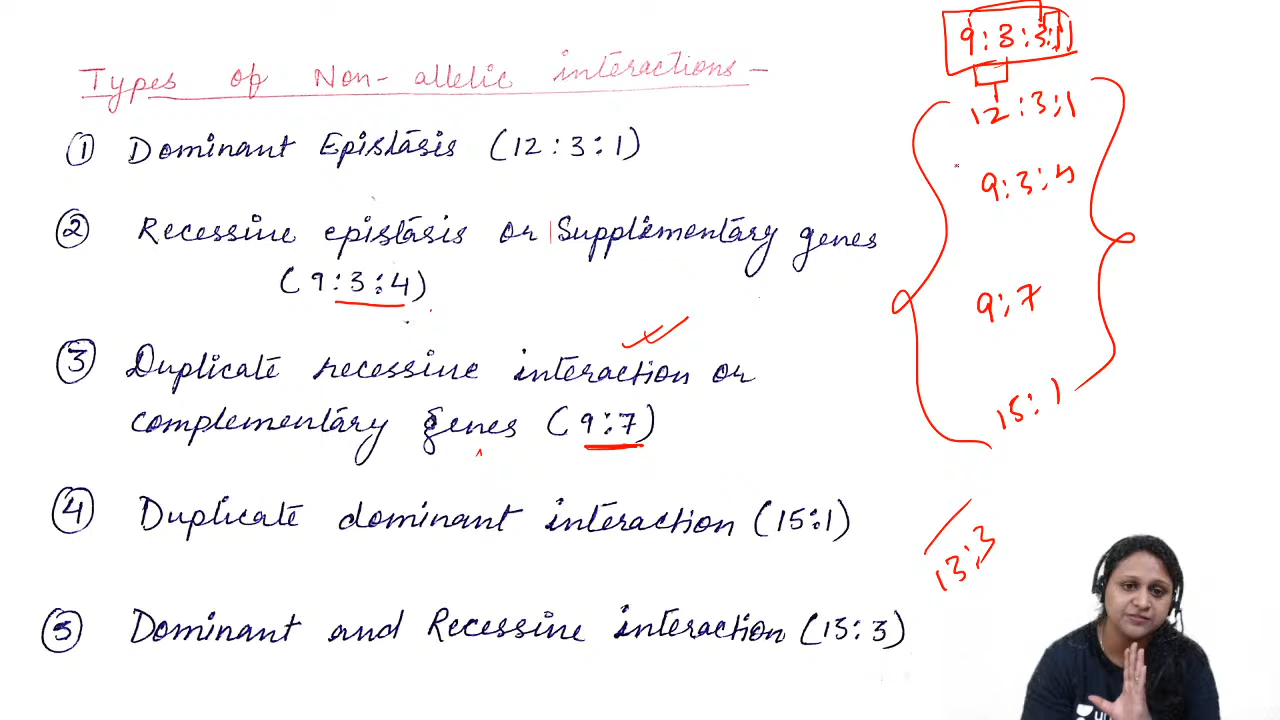 Types of Non-allelic interactions-
① Dominant Epistasis (12:3:1)
② Recessive epistasis or Supplementary genes
(9:3:4)
③ Duplicate recessive interaction or
complementary genes (9:7)
④ Duplicate dominant interaction (15:1)
⑤ Dominant and Recessive interaction (13:3)
9:3:3:1
12:3:1
9:3:4
9:7
15:1
13:3